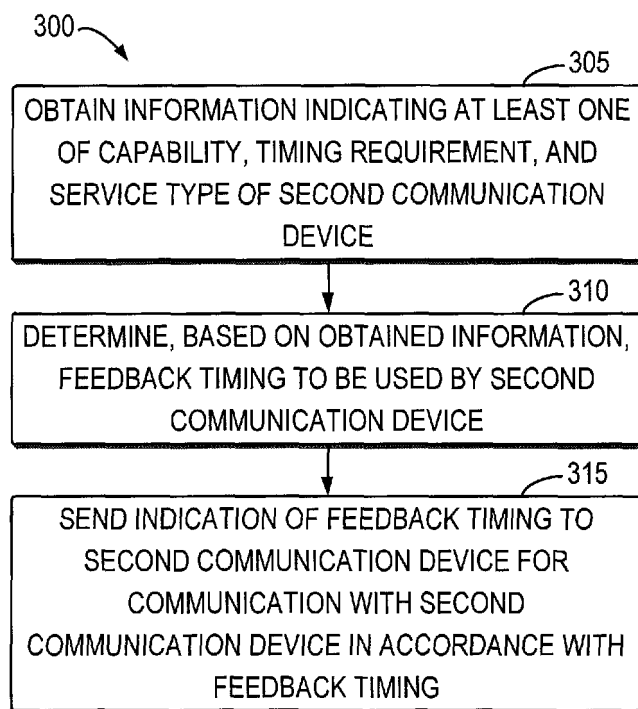 300
305
OBTAIN INFORMATION INDICATING AT LEAST ONE
OF CAPABILITY, TIMING REQUIREMENT, AND
SERVICE TYPE OF SECOND COMMUNICATION
DEVICE
310
DETERMINE, BASED ON OBTAINED INFORMATION,
FEEDBACK TIMING TO BE USED BY SECOND
COMMUNICATION DEVICE
315
SEND INDICATION OF FEEDBACK TIMING TO
SECOND COMMUNICATION DEVICE FOR
COMMUNICATION WITH SECOND
COMMUNICATION DEVICE IN ACCORDANCE WITH
FEEDBACK TIMING